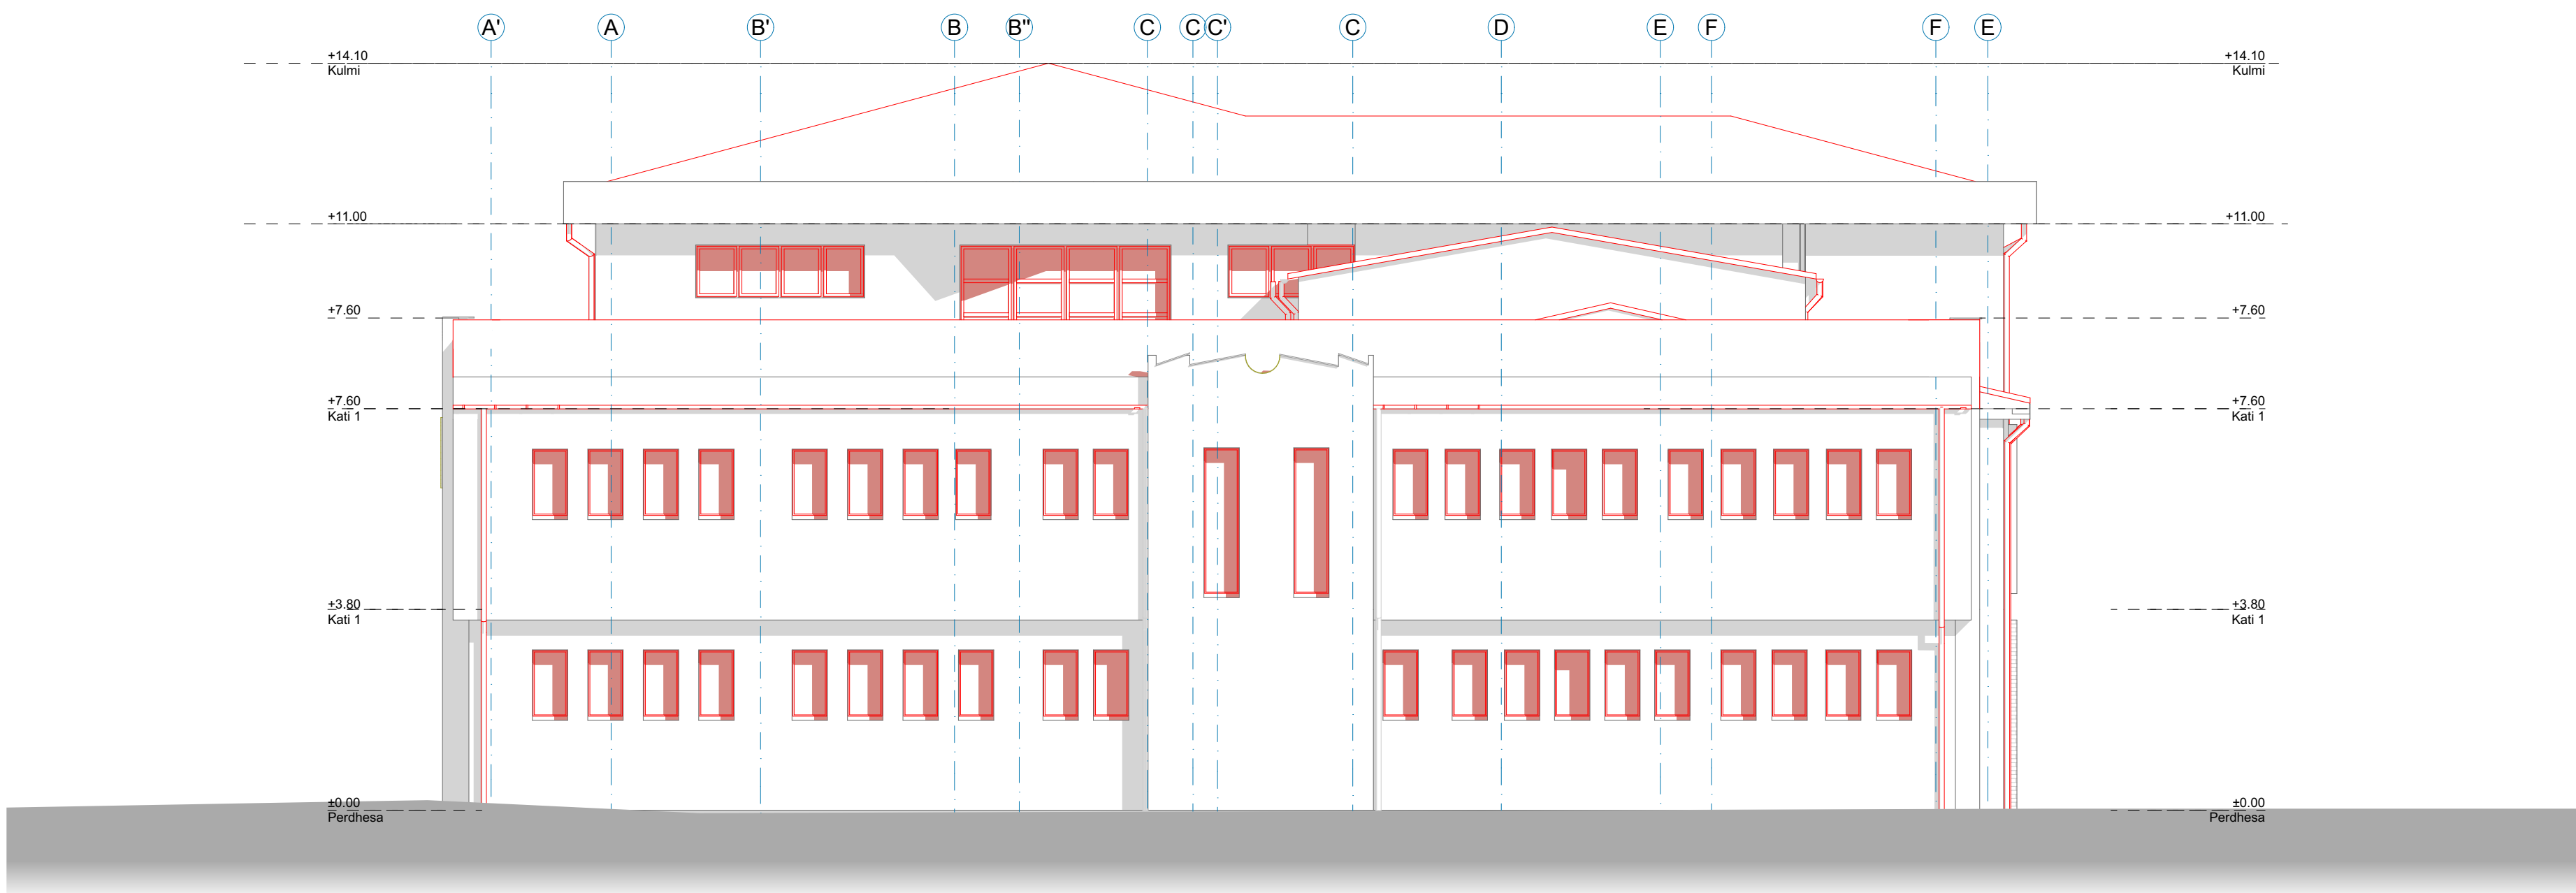 A' A B' B B" C C C' C D E F F E
+14.10 +14.10
Kulmi Kulmi
+11.00 +11.00
+7.60 +7.60
+7.60 +7.60
Kati 1 Kati 1
+3.80 +3.80
Kati 1 Kati 1
±0.00 ±0.00
Perdhesa Perdhesa